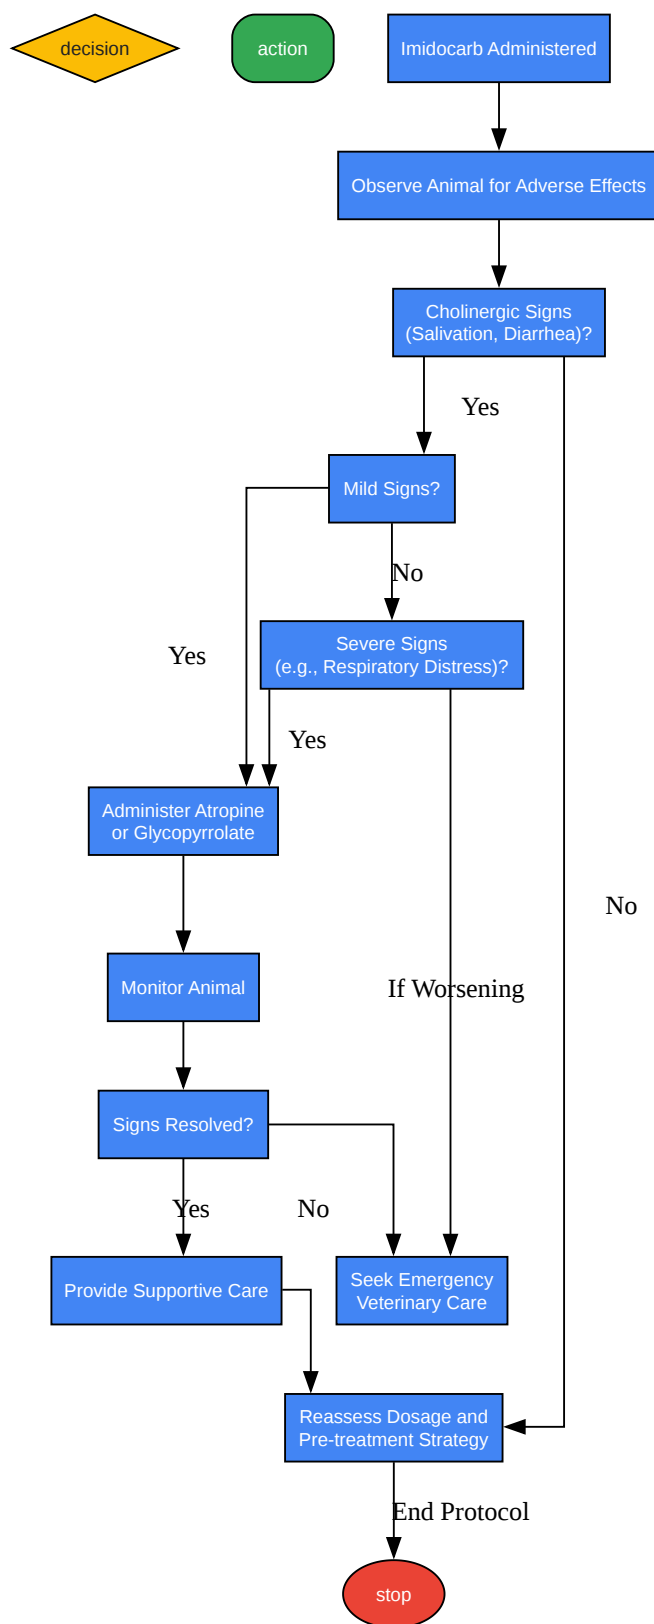 decision
action
Imidocarb Administered
Observe Animal for Adverse Effects
Cholinergic Signs
(Salivation, Diarrhea)?
Yes
Mild Signs?
No
Severe Signs
(e.g., Respiratory Distress)?
Yes
Yes
Administer Atropine
or Glycopyrrolate
No
Monitor Animal
If Worsening
Signs Resolved?
Yes
No
Provide Supportive Care
Seek Emergency
Veterinary Care
Reassess Dosage and
Pre-treatment Strategy
End Protocol
stop